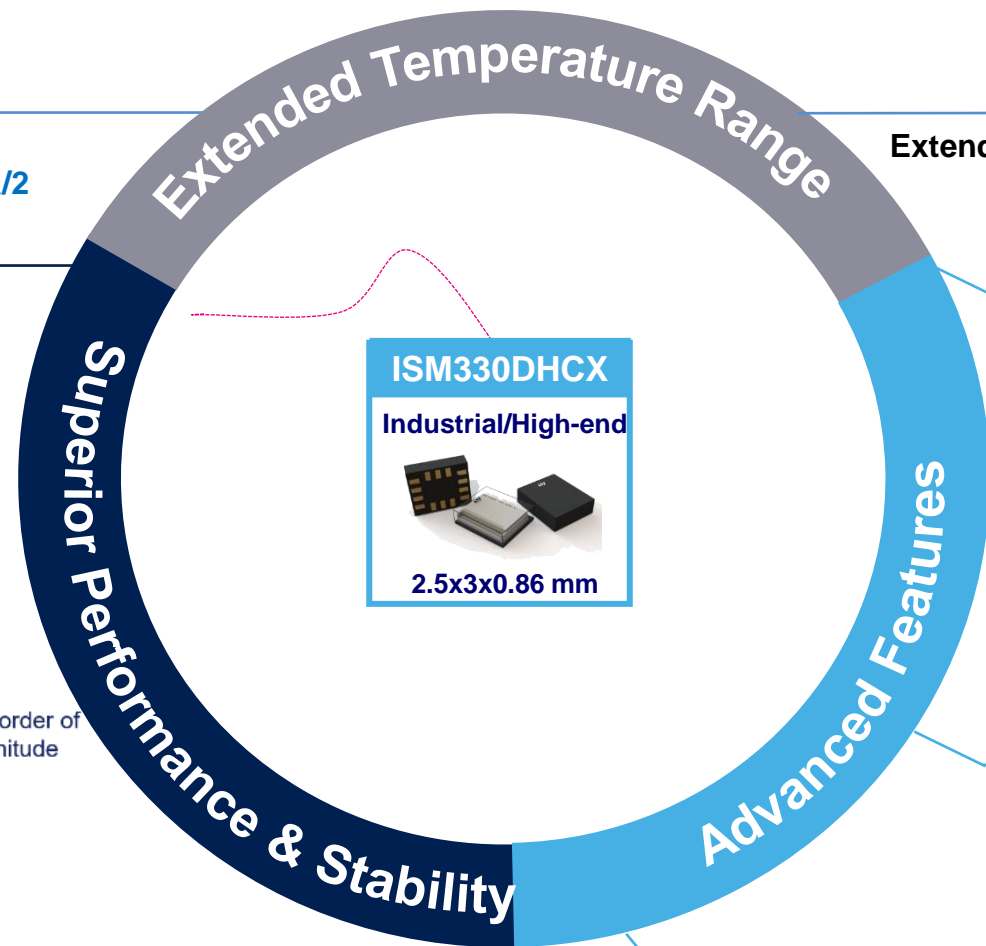 Extended Temperature Range
Extend
/2
ISM330DHCX
Industrial/High-end
2.5x3x0.86 mm
Superior Performance & Stability
Advanced Features
order of
nitude